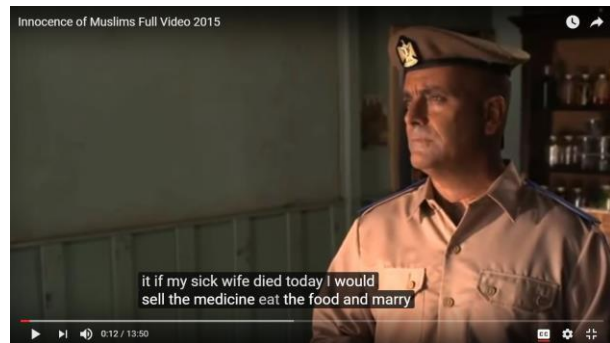 Innocence of Muslims Full Video 2015
it if my sick wife died today I would
sell the medicine eat the food and marry
0:12 / 13:50
CC